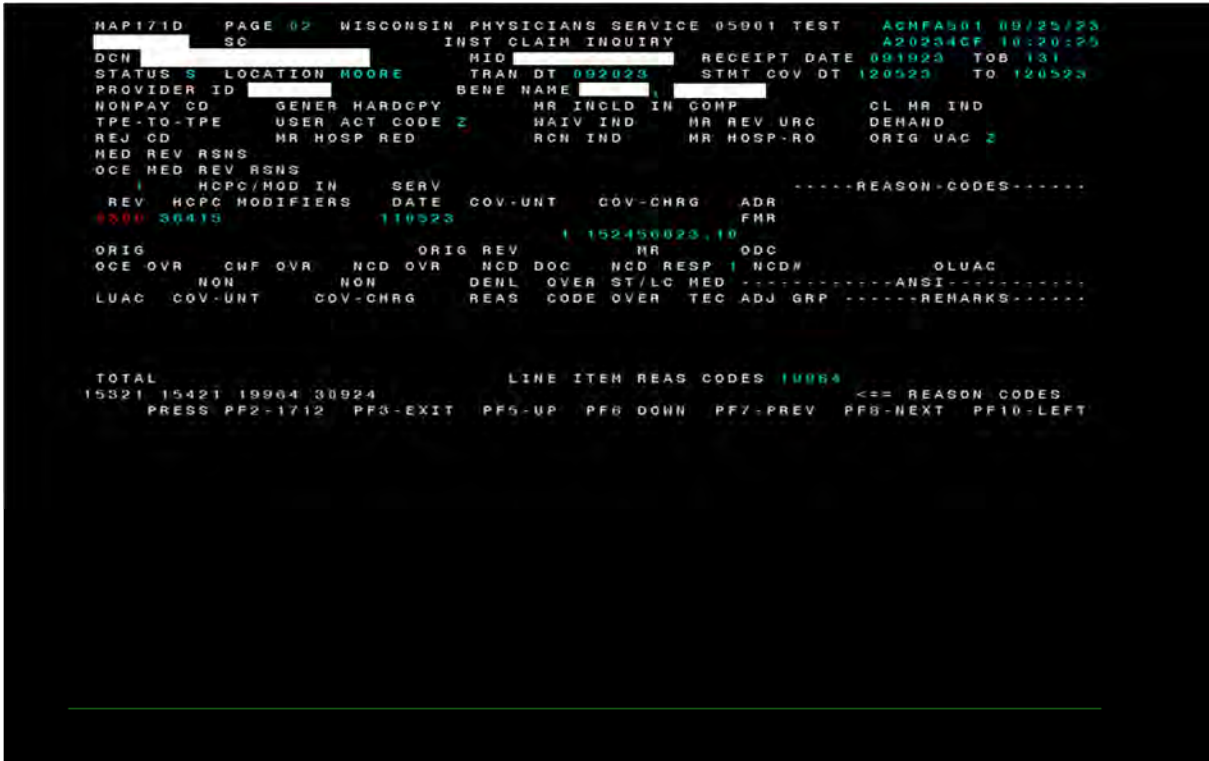 MAP171D PAGE 02 WISCONSIN PHYSICIANS SERVICE 05901 TEST ACMFA501 09/25/23
SC INST CLAIM INQUIRY A20234CF 10:20:25
DCN MID RECEIPT DATE 091923 TOB 131
STATUS S LOCATION MOORE TRAN DT 092023 STMT COV DT 120523 TO 120523
PROVIDER ID BENE NAME ,
NONPAY CD GENER HARDCPY MR INCLD IN COMP CL MR IND
TPE-TO-TPE USER ACT CODE Z WAIV IND MR REV URC DEMAND
REJ CD MR HOSP RED RCN IND MR HOSP-RO ORIG UAC Z
MED REV RSNS
OCE MED REV RSNS
HCPC/MOD IN SERV -----REASON-CODES------
REV HCPC MODIFIERS DATE COV-UNT COV-CHRG ADR
0300 36415 110523 FMR
1 152450023.10
ORIG ORIG REV MR ODC
OCE OVR CWF OVR NCD OVR NCD DOC NCD RESP NCD# OLUAC
NON NON DENL OVER ST/LC MED ------------ANSI-----------
LUAC COV-UNT COV-CHRG REAS CODE OVER TEC ADJ GRP ------REMARKS------
TOTAL LINE ITEM REAS CODES
15321 15421 19964 30924 <== REASON CODES
PRESS PF2-1712 PF3-EXIT PF5-UP PF6 DOWN PF7-PREV PF8-NEXT PF10-LEFT